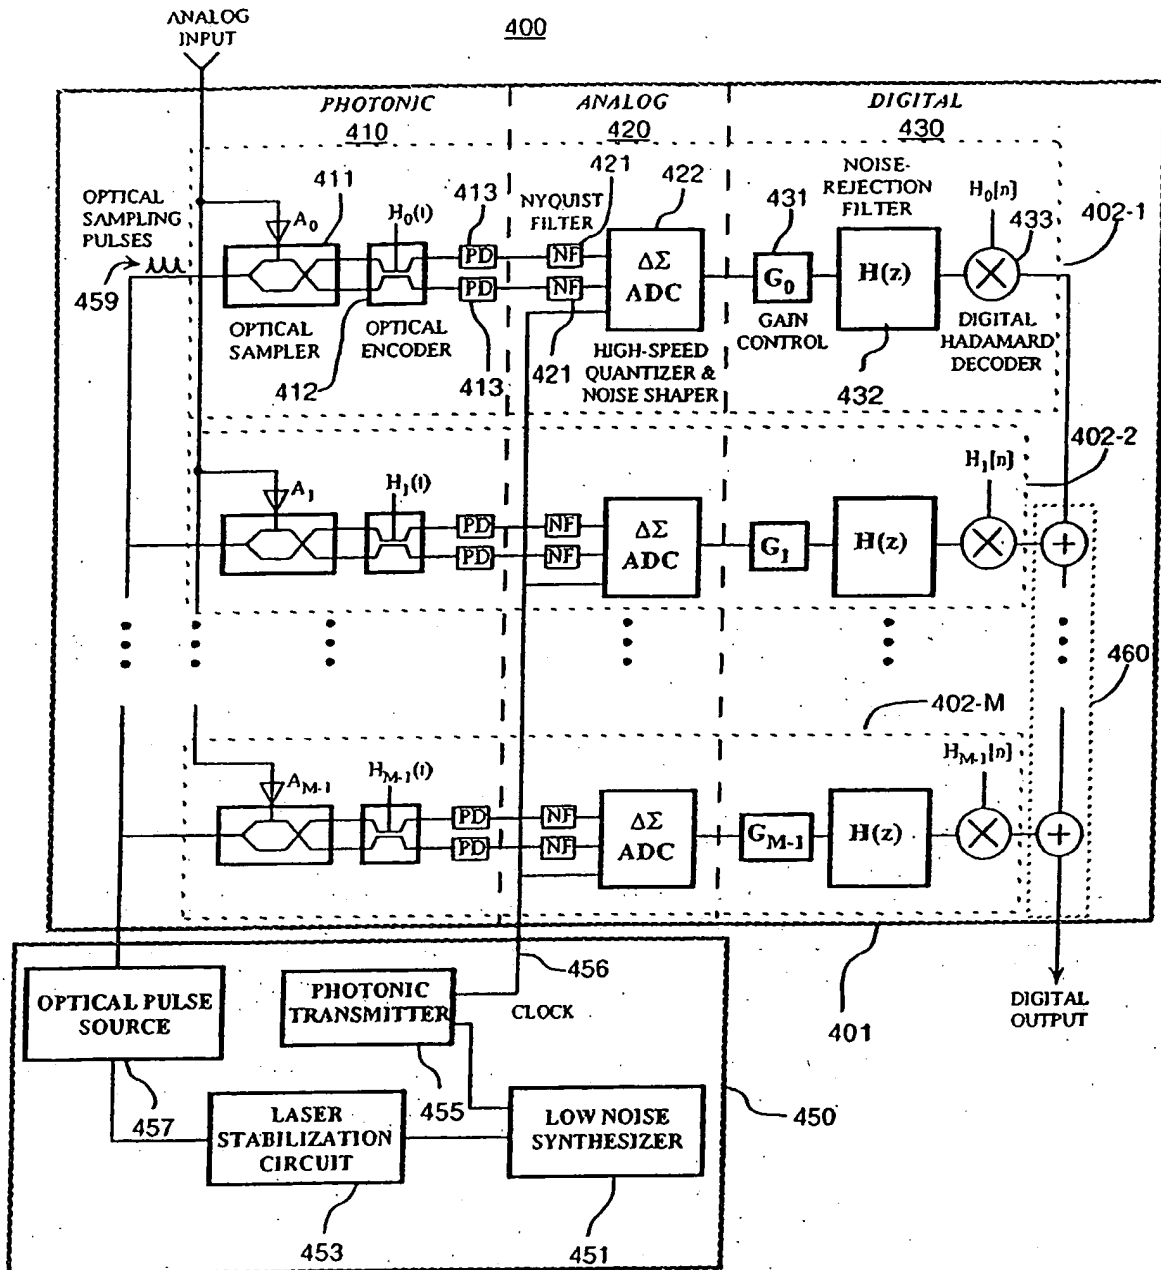 ANALOG
INPUT
400
PHOTONIC
410
ANALOG
420
DIGITAL
430
OPTICAL
SAMPLING
PULSES
459
411
A0
H0(t)
413
PD
PD
413
NYQUIST
FILTER
421
NF
NF
421
422
ΔΣ
ADC
431
G0
GAIN
CONTROL
NOISE-
REJECTION
FILTER
H(z)
432
H0[n]
433
402-1
OPTICAL
SAMPLER
412
OPTICAL
ENCODER
HIGH-SPEED
QUANTIZER &
NOISE SHAPER
DIGITAL
HADAMARD
DECODER
402-2
A1
H1(t)
PD
PD
NF
NF
ΔΣ
ADC
G1
H(z)
H1[n]
460
402-M
AM-1
HM-1(t)
PD
PD
NF
NF
ΔΣ
ADC
GM-1
H(z)
HM-1[n]
456
CLOCK
401
DIGITAL
OUTPUT
OPTICAL PULSE
SOURCE
457
PHOTONIC
TRANSMITTER
455
450
LASER
STABILIZATION
CIRCUIT
453
LOW NOISE
SYNTHESIZER
451